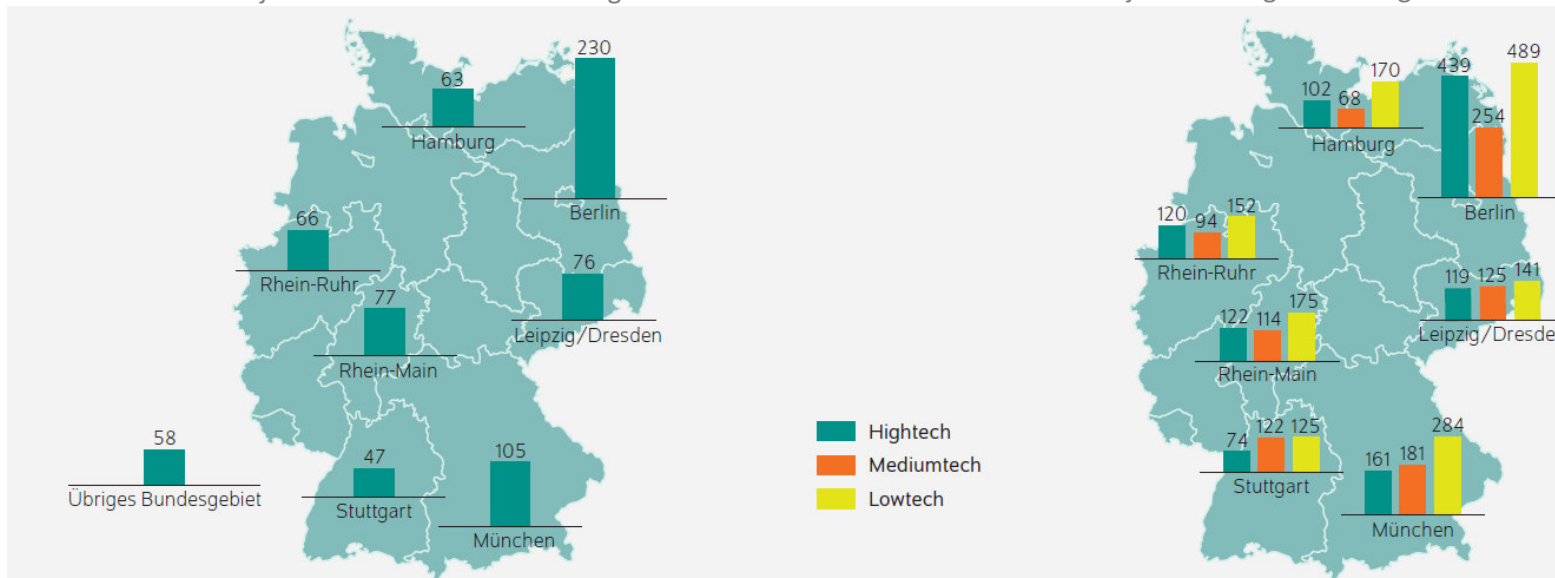 63
230
Hamburg
Berlin
66
Rhein-Ruhr
76
77
Leipzig/Dresden
Rhein-Main
58
47
105
Übriges Bundesgebiet
Stuttgart
München
Hightech
Mediumtech
Lowtech
102 68 170
439 254 489
Hamburg
Berlin
120 94 152
Rhein-Ruhr
119 125 141
122 114 175
Leipzig/Dresde
Rhein-Main
74 122 125
161 181 284
Stuttgart
München